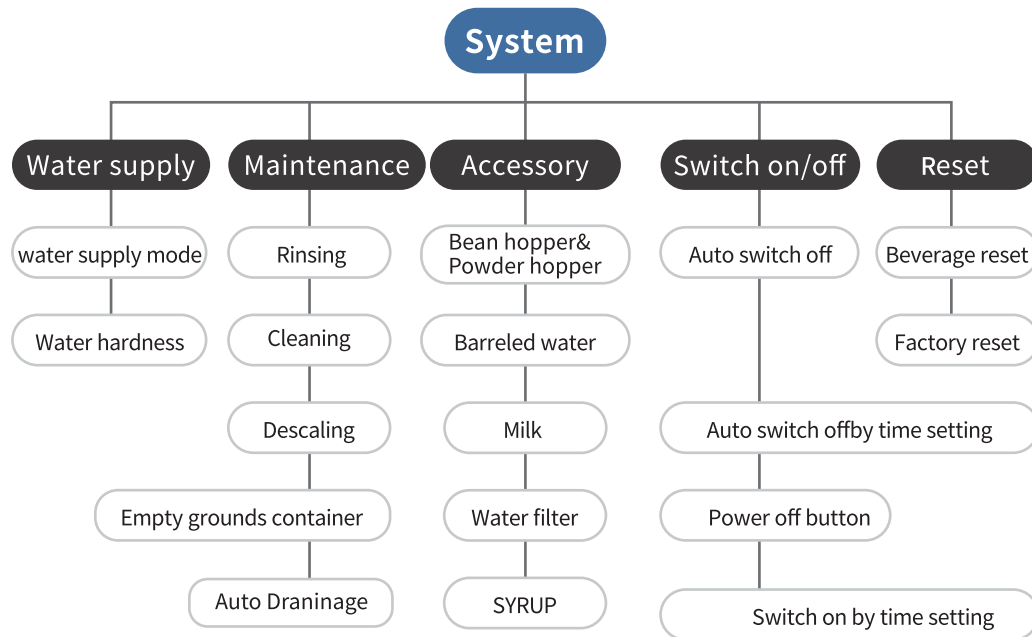 System
Water supply
Maintenance
Accessory
Switch on/off
Reset
water supply mode
Rinsing
Bean hopper&
Powder hopper
Auto switch off
Beverage reset
Water hardness
Cleaning
Barreled water
Factory reset
Descaling
Milk
Auto switch offby time setting
Empty grounds container
Water filter
Power off button
Auto Draninage
SYRUP
Switch on by time setting